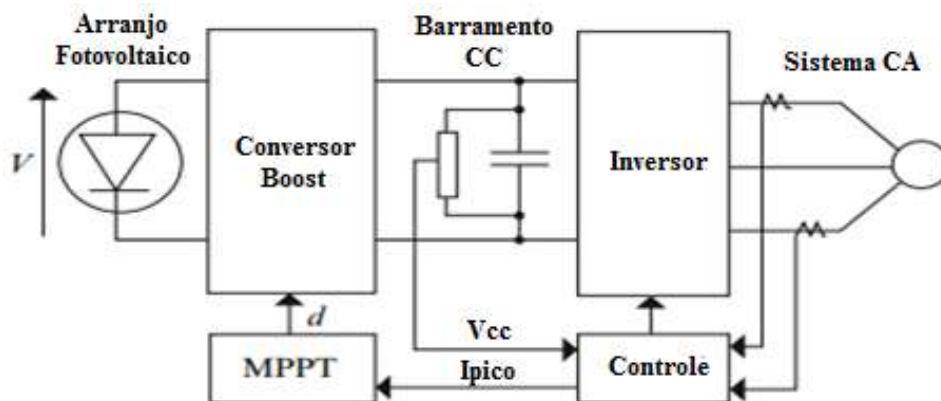 Arranjo
Fotovoltaico
Barramento
CC
Sistema CA
V
Conversor
Boost
Inversor
d
Vcc
MPPT
Ipico
Controle